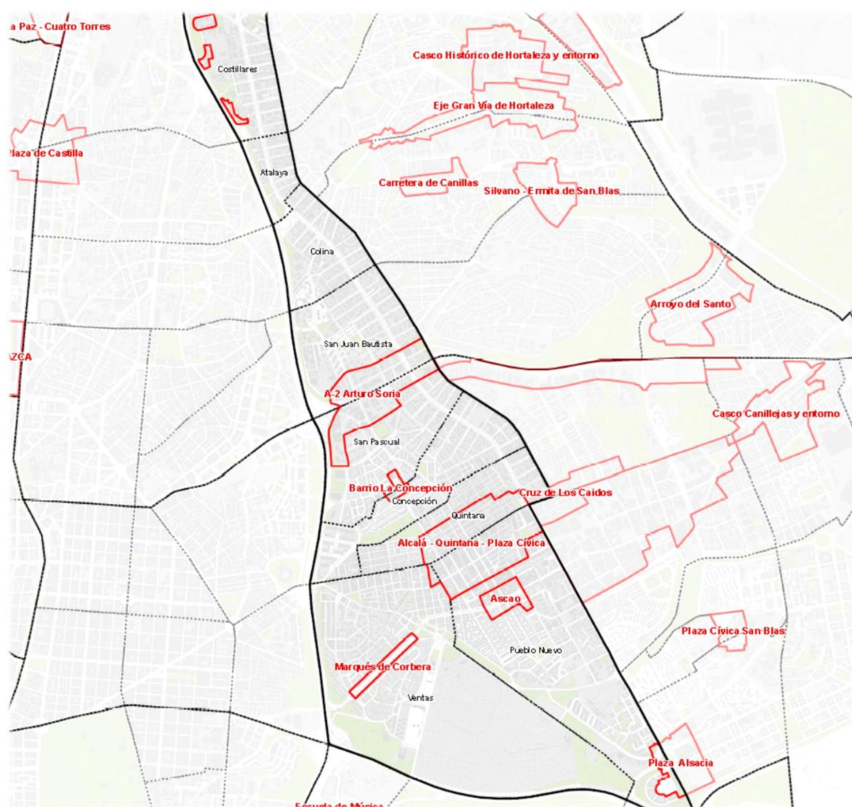 a Paz - Cuatro Torres
Casco Histórico de Hortaleza y entorno
Costillares
Eje Gran Vía de Hortaleza
Plaza de Castilla
Atalaya
Carretera de Canillas
Silvano - Ermita de San Blas
Colina
Arroyo del Santo
San Juan Bautista
AZCA
A-2 Arturo Soria
Casco Canillejas y entorno
San Pascual
Barrio La Concepción
Cruz de Los Caidos
Concepción
Quintana
Alcalá - Quintana - Plaza Cívica
Ascao
Plaza Cívica San Blas
Pueblo Nuevo
Marqués de Corbera
Ventas
Plaza Alsacia
Escuela de Música